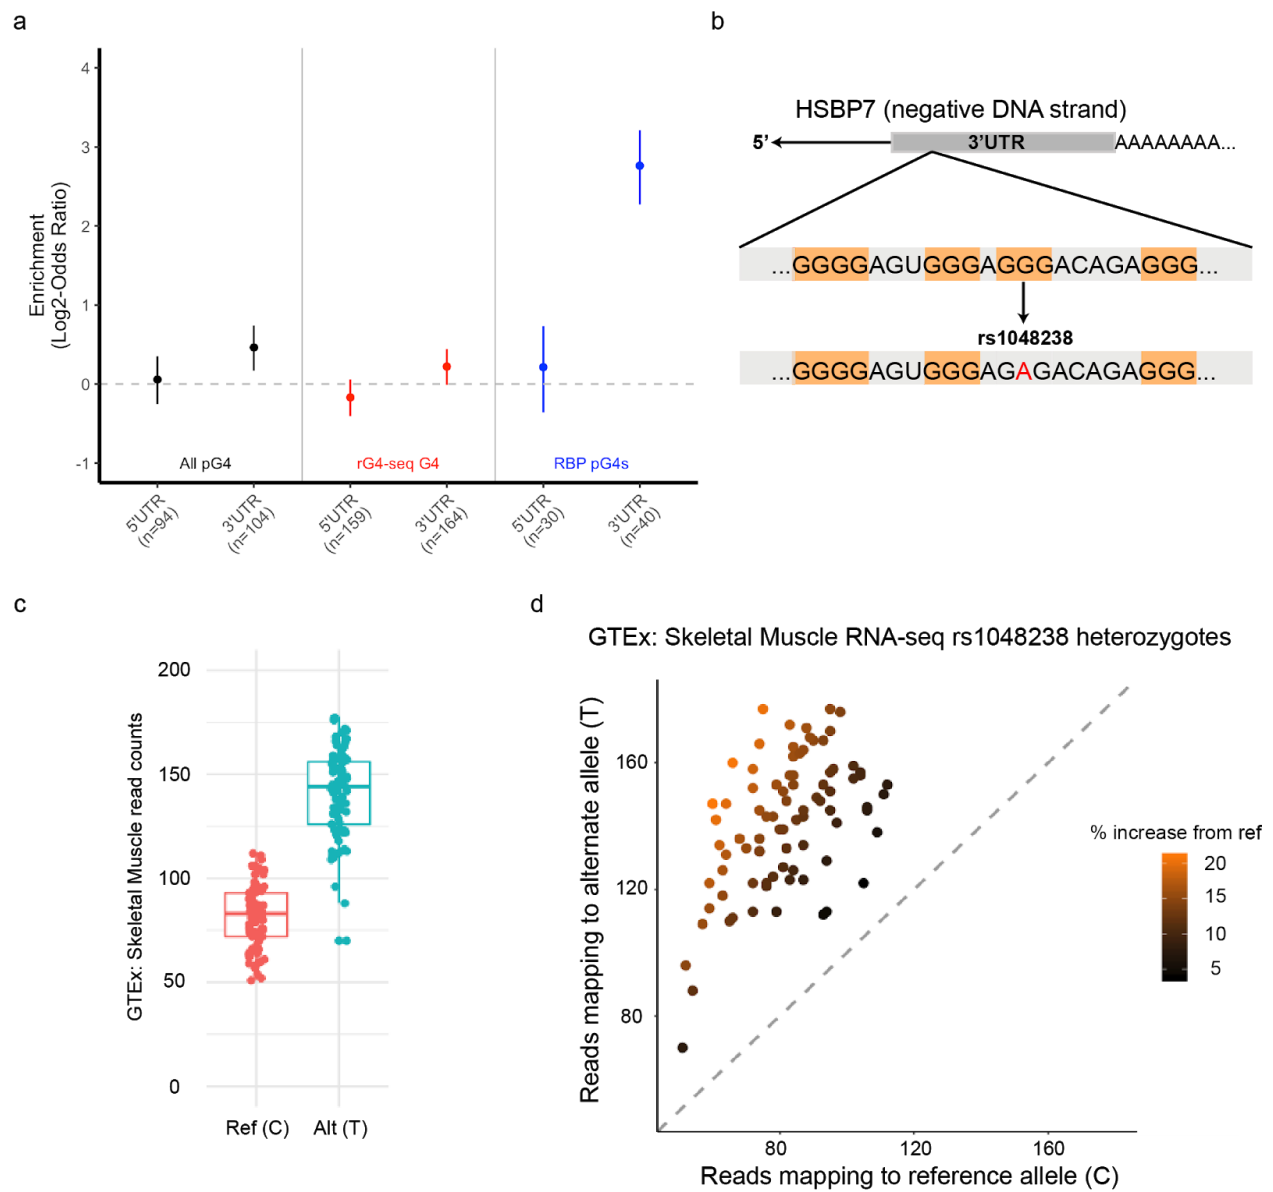 a
4
3
2
1
0
-1
Enrichment
(Log2-Odds Ratio)
All pG4
rG4-seq G4
RBP pG4s
5'UTR
(n=94)
3'UTR
(n=104)
5'UTR
(n=159)
3'UTR
(n=164)
5'UTR
(n=30)
3'UTR
(n=40)
b
HSBP7 (negative DNA strand)
5’ 3’UTR AAAAAAAA...
...GGGGAGUGGGAGGGACAGAGGG...
rs1048238
...GGGGAGUGGGAGAGACAGAGGG...
c
GTEx: Skeletal Muscle read counts
200
150
100
50
0
Ref (C) Alt (T)
d
GTEx: Skeletal Muscle RNA-seq rs1048238 heterozygotes
Reads mapping to alternate allele (T)
160
120
80
80 120 160
Reads mapping to reference allele (C)
% increase from ref
20
15
10
5